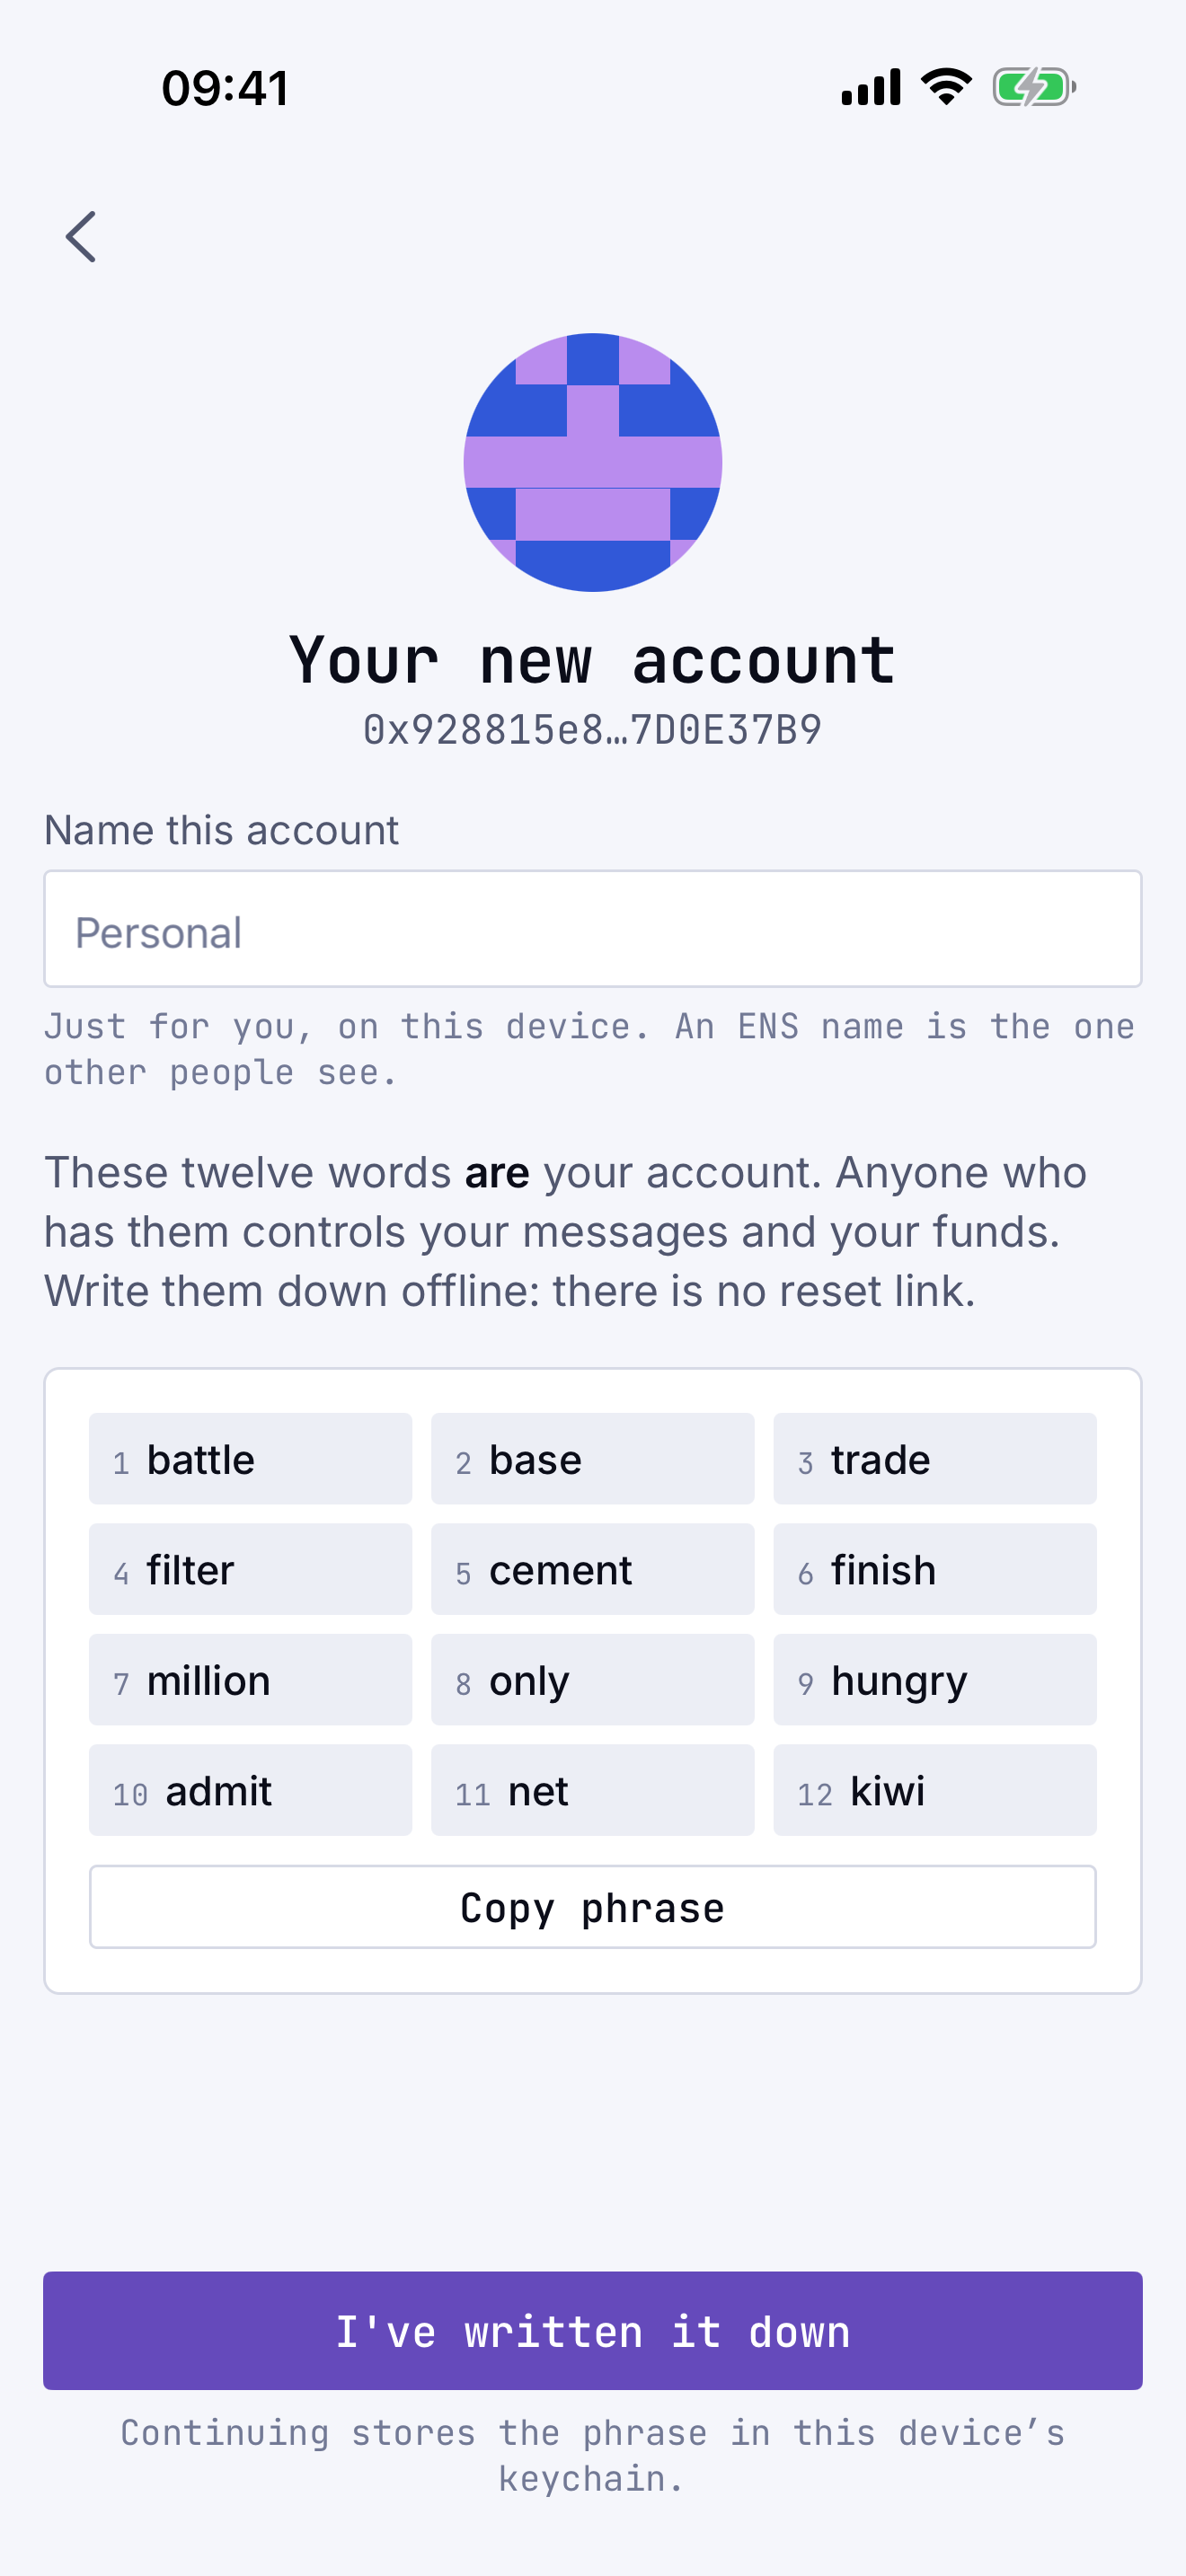 09:41
Your new account
0x928815e8…7D0E37B9
Name this account
Personal
Just for you, on this device. An ENS name is the one
other people see.
These twelve words are your account. Anyone who
has them controls your messages and your funds.
Write them down offline: there is no reset link.
1 battle 2 base 3 trade
4 filter 5 cement 6 finish
7 million 8 only 9 hungry
10 admit 11 net 12 kiwi
Copy phrase
I've written it down
Continuing stores the phrase in this device’s
keychain.